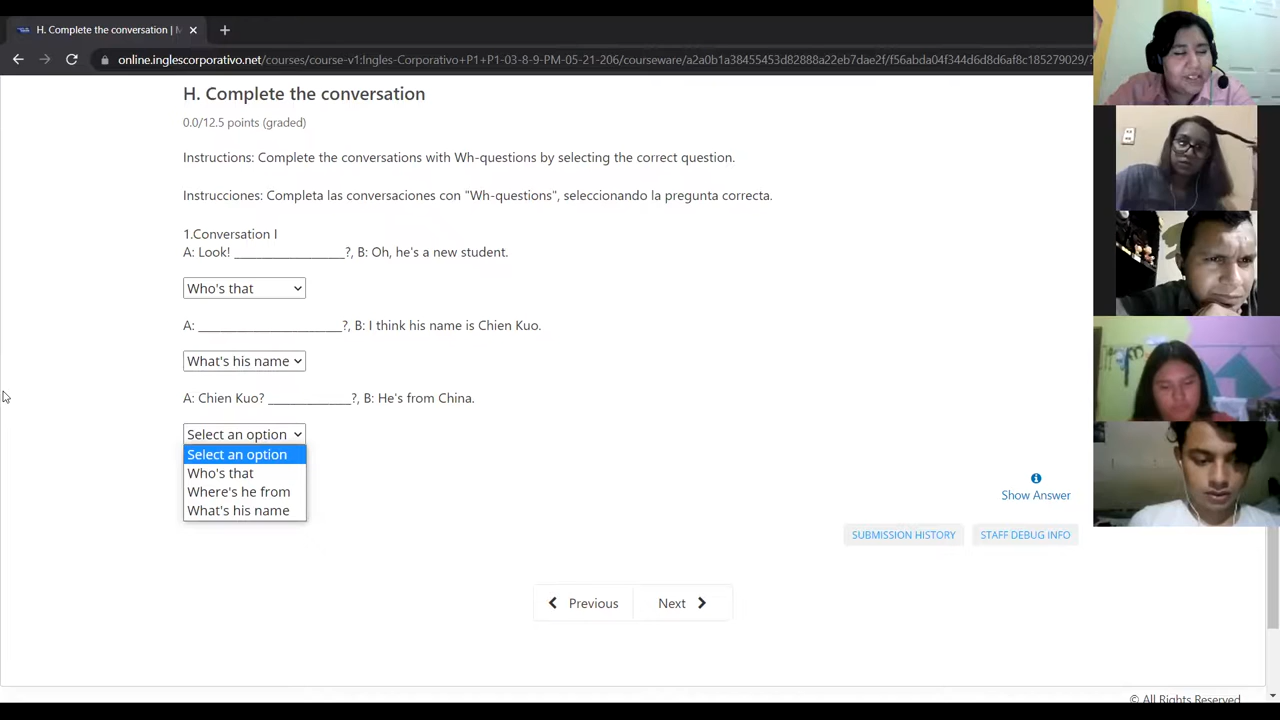 H. Complete the conversation | M
online.inglescorporativo.net/courses/course-v1:Ingles-Corporativo+P1+P1-03-8-9-PM-05-21-206/courseware/a2a0b1a38455453d82888a22eb7dae2f/f56abda04f344d6d8d6af8c185279029/?
H. Complete the conversation
0.0/12.5 points (graded)
Instructions: Complete the conversations with Wh-questions by selecting the correct question.
Instrucciones: Completa las conversaciones con "Wh-questions", seleccionando la pregunta correcta.
1.Conversation I
A: Look! __________________?, B: Oh, he's a new student.
Who's that
A: ________________________?, B: I think his name is Chien Kuo.
What's his name
A: Chien Kuo? ______________?, B: He's from China.
Select an option
Select an option
Who's that
Where's he from
What's his name
Show Answer
SUBMISSION HISTORY
STAFF DEBUG INFO
Previous
Next
© All Rights Reserved